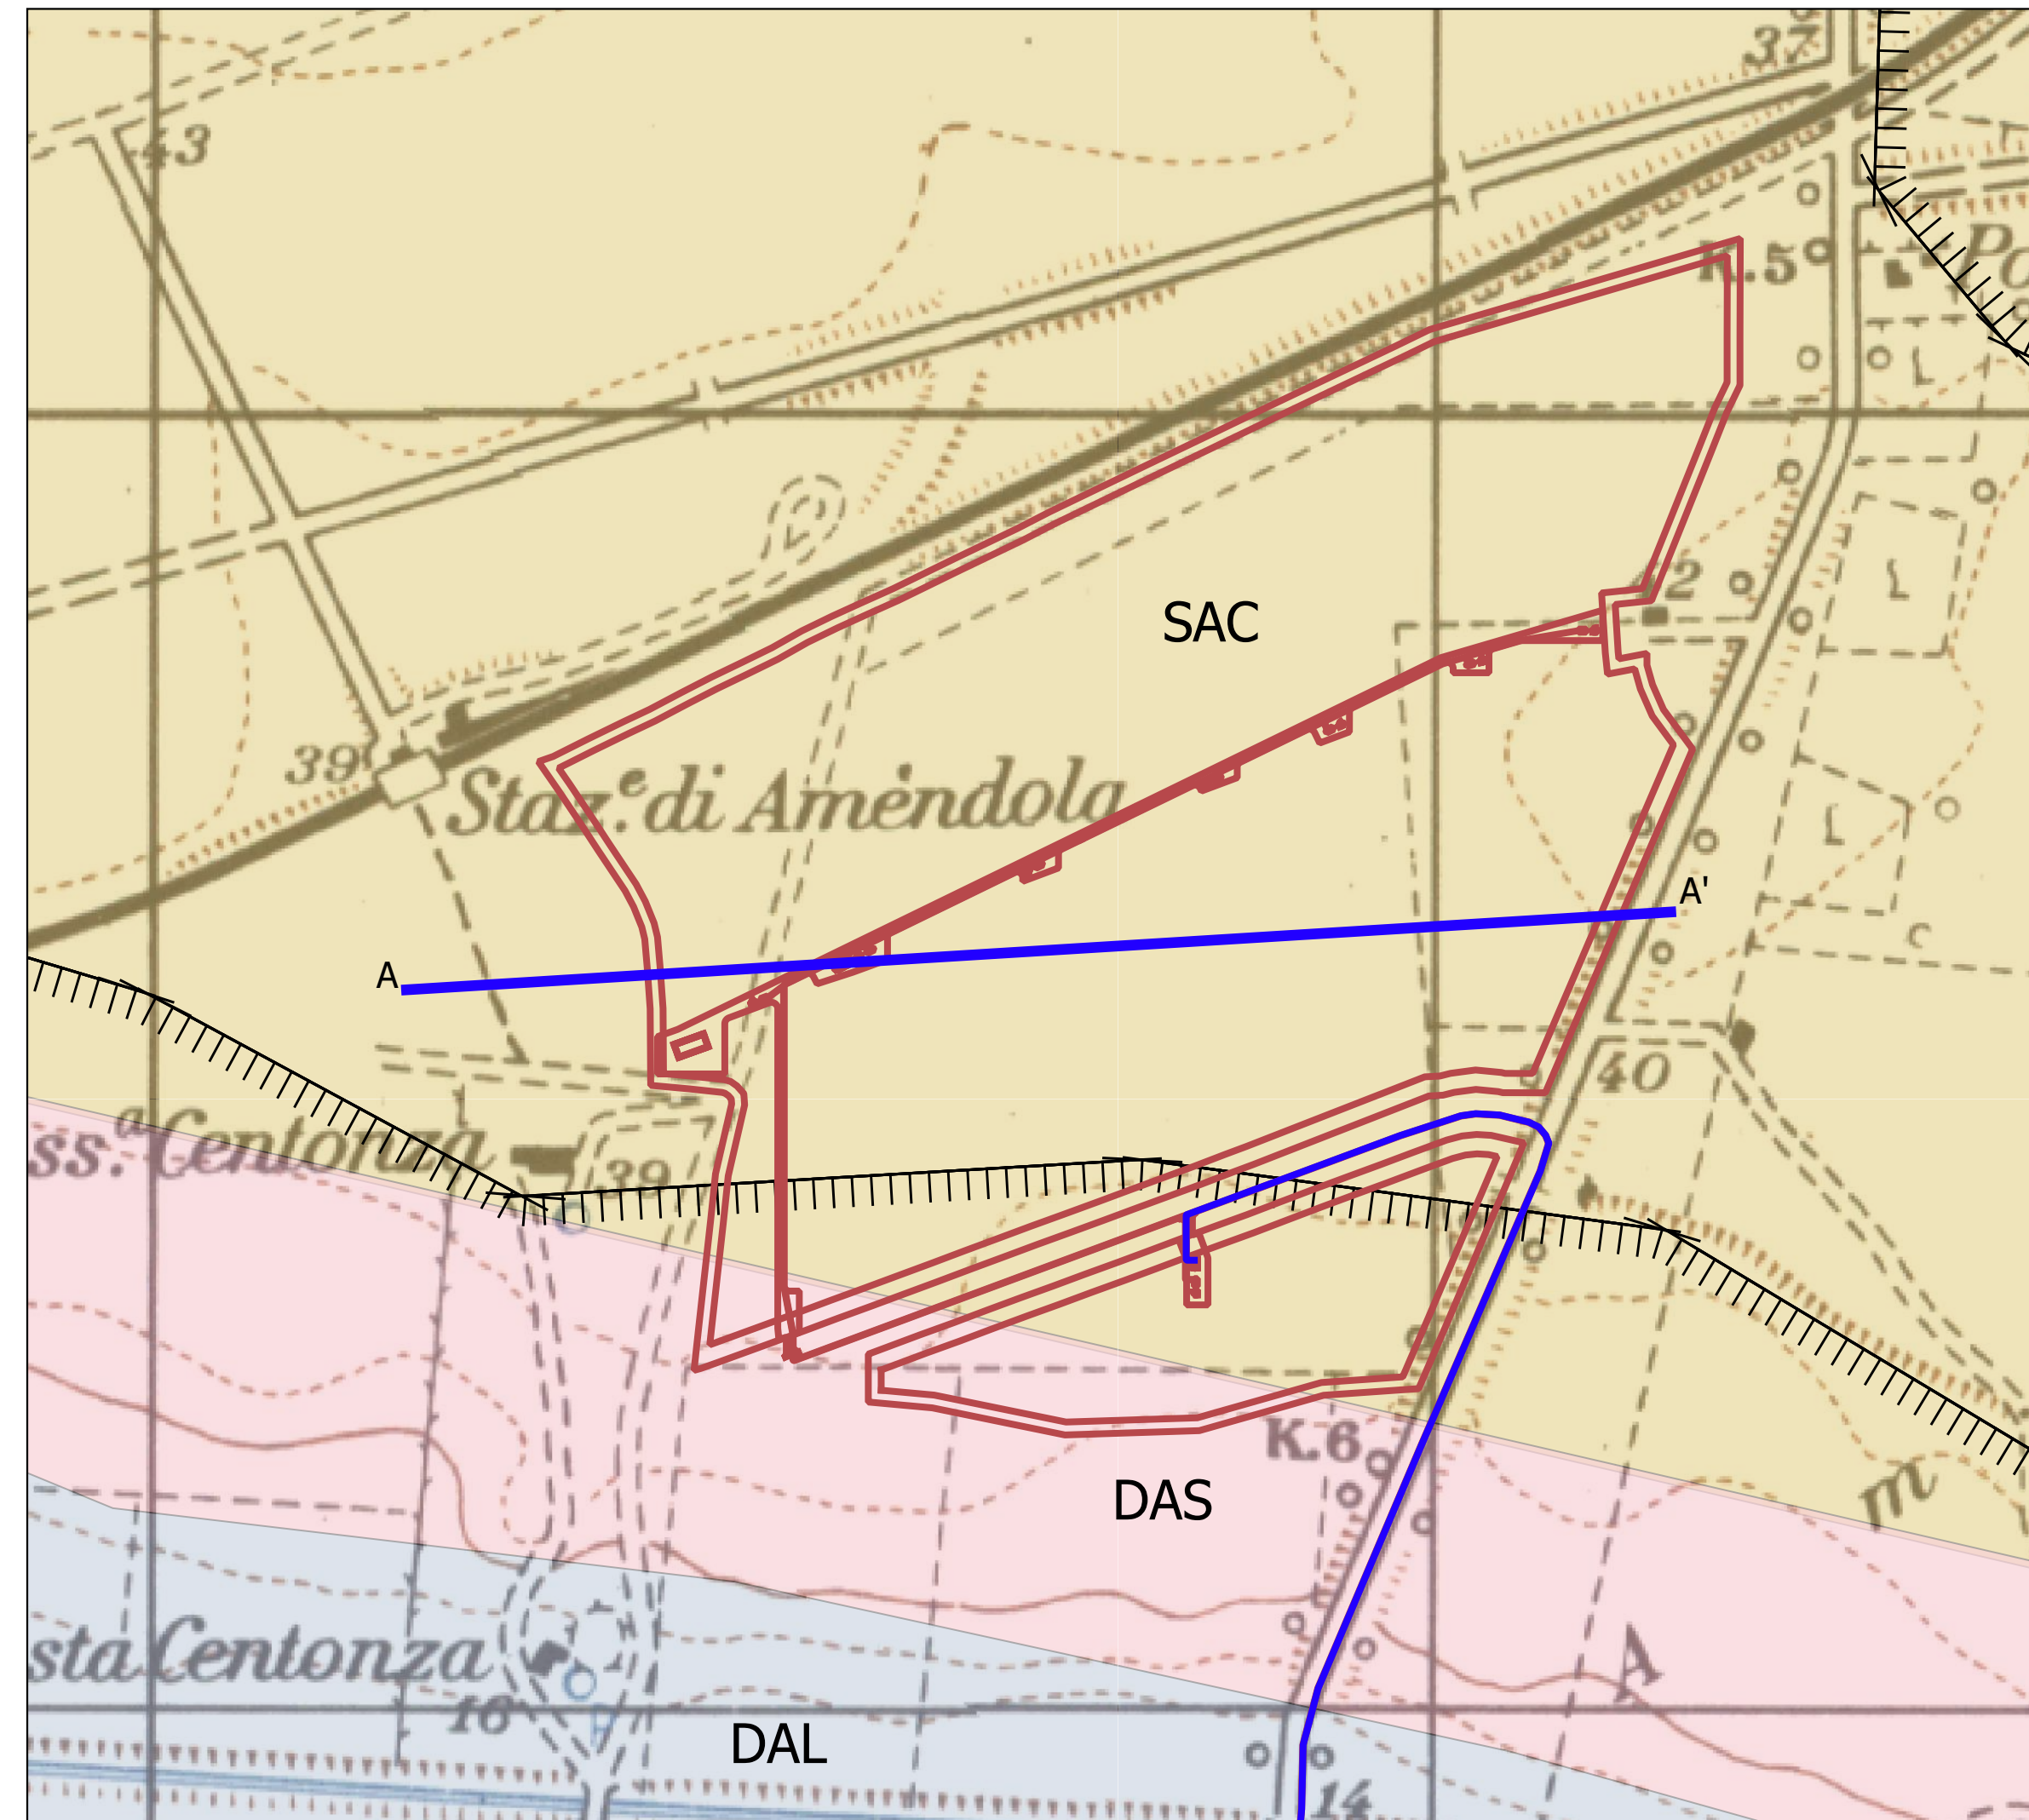 37
43
Po
K.5
SAC
2
39
Staz.e di Amendola
A'
A
40
ss.a Centonza
39
K.6
m
DAS
A
sta Centonza
16
DAL
14